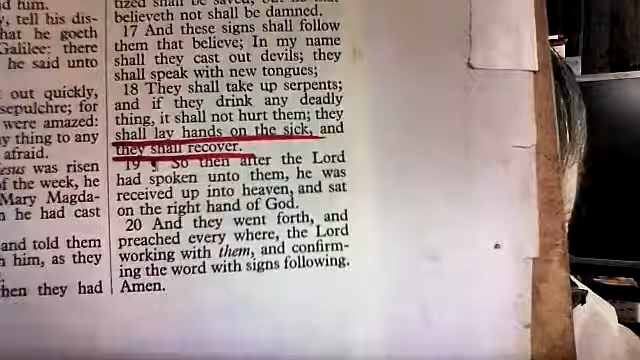 d him.
, tell his dis-
hat he goeth
Galilee: there
he said unto
out quickly,
sepulchre; for
were amazed:
y thing to any
afraid.
esus was risen
f the week, he
Mary Magda-
n he had cast
and told them
h him, as they
hen they had
tized shall be saved; but he that
believeth not shall be damned.
17 And these signs shall follow
them that believe; In my name
shall they cast out devils; they
shall speak with new tongues;
18 They shall take up serpents;
and if they drink any deadly
thing, it shall not hurt them; they
shall lay hands on the sick, and
they shall recover.
19 ¶ So then after the Lord
had spoken unto them, he was
received up into heaven, and sat
on the right hand of God.
20 And they went forth, and
preached every where, the Lord
working with them, and confirm-
ing the word with signs following.
Amen.